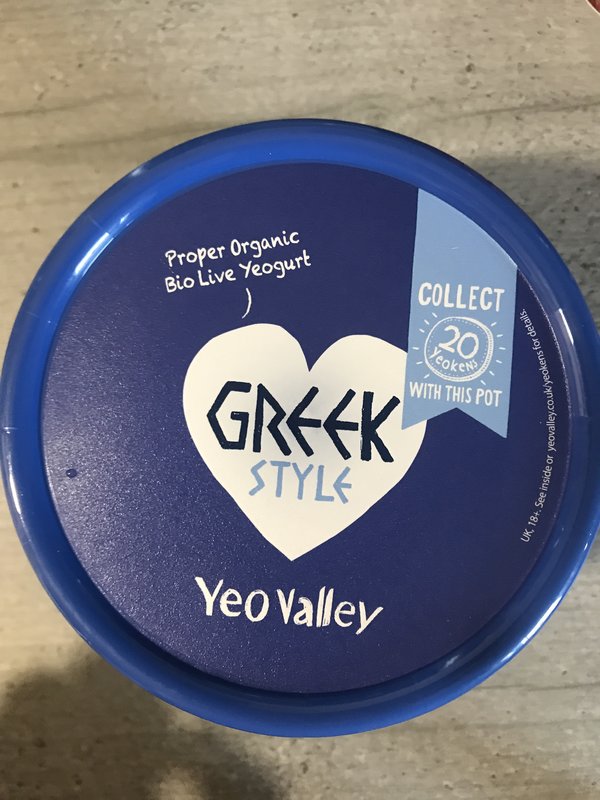 Proper Organic
Bio Live Yeogurt
GREEK
STYLE
Yeo Valley
COLLECT
20
Yeokens
WITH THIS POT
UK, 18+. See inside or yeovalley.co.uk/yeokens for details.